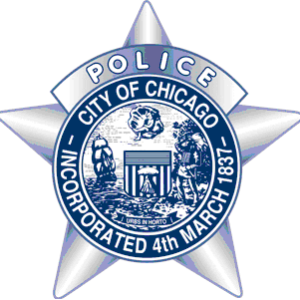 POLICE
CITY OF CHICAGO
INCORPORATED 4th MARCH 1837
URBS IN HORTO